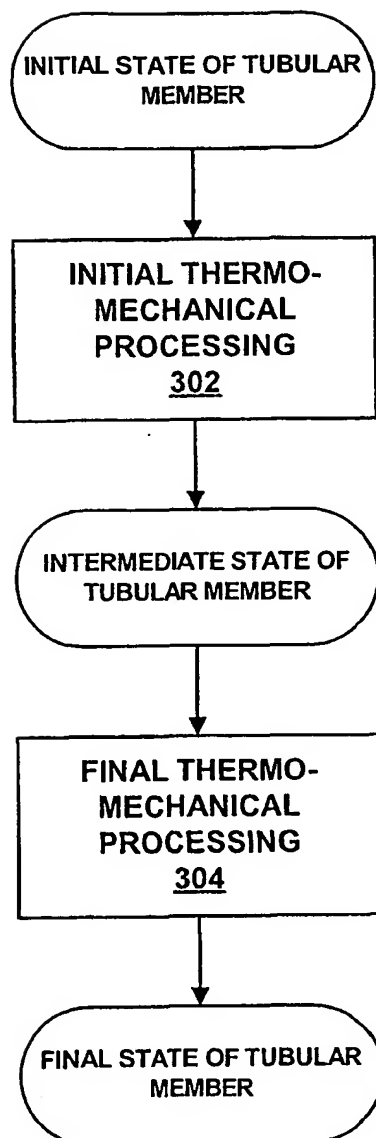 INITIAL STATE OF TUBULAR
MEMBER
INITIAL THERMO-
MECHANICAL
PROCESSING
302
INTERMEDIATE STATE OF
TUBULAR MEMBER
FINAL THERMO-
MECHANICAL
PROCESSING
304
FINAL STATE OF TUBULAR
MEMBER